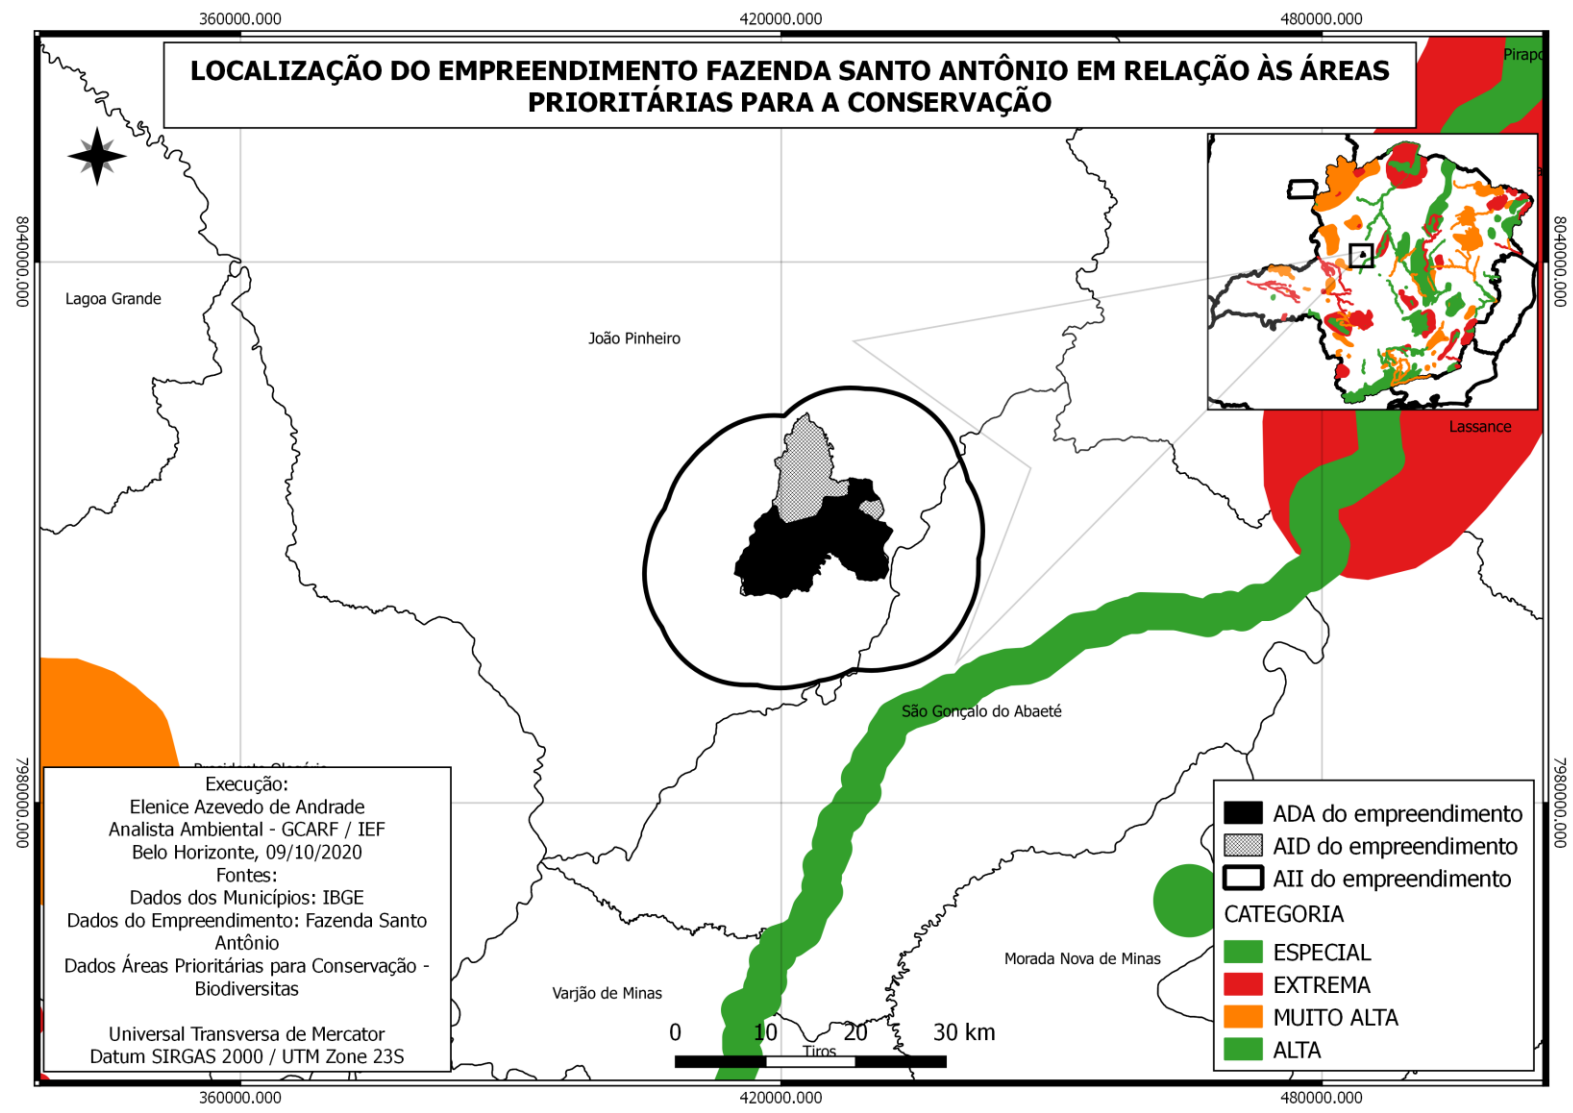 360000.000
420000.000
480000.000
Pirapo
LOCALIZAÇÃO DO EMPREENDIMENTO FAZENDA SANTO ANTÔNIO EM RELAÇÃO ÀS ÁREAS
PRIORITÁRIAS PARA A CONSERVAÇÃO
8040000.000
8040000.000
Lagoa Grande
João Pinheiro
Lassance
São Gonçalo do Abaeté
7980000.000
7980000.000
Execução:
Elenice Azevedo de Andrade
Analista Ambiental - GCARF / IEF
Belo Horizonte, 09/10/2020
Fontes:
Dados dos Municípios: IBGE
Dados do Empreendimento: Fazenda Santo
Antônio
Dados Áreas Prioritárias para Conservação -
Biodiversitas
Universal Transversa de Mercator
Datum SIRGAS 2000 / UTM Zone 23S
ADA do empreendimento
AID do empreendimento
AII do empreendimento
CATEGORIA
ESPECIAL
EXTREMA
MUITO ALTA
ALTA
Morada Nova de Minas
Varjão de Minas
0 10 20 30 km
Tiros
360000.000
420000.000
480000.000